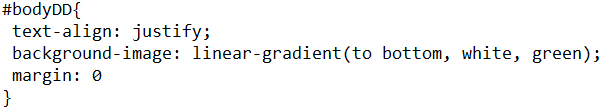 #bodyDD{
 text-align: justify;
 background-image: linear-gradient(to bottom, white, green);
 margin: 0
}